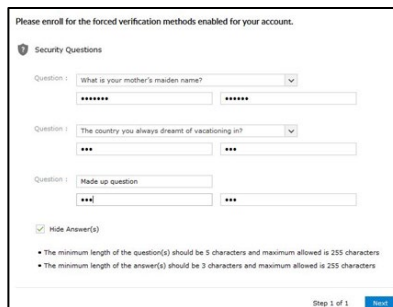 Please enroll for the forced verification methods enabled for your account.
Security Questions
Question : What is your mother's maiden name?
••••••• ••••••
Question : The country you always dreamt of vacationing in?
••• •••
Question : Made up question
••• •••
Hide Answer(s)
• The minimum length of the question(s) should be 5 characters and maximum allowed is 255 characters
• The minimum length of the answer(s) should be 3 characters and maximum allowed is 255 characters
Step 1 of 1 Next